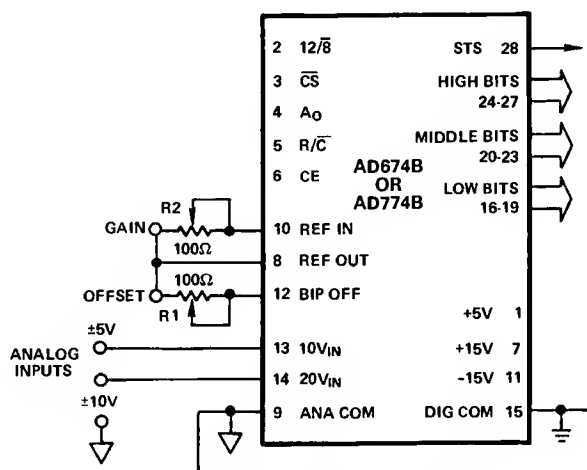 2 12/8̅
STS 28
3 C̅S̅
HIGH BITS
24-27
4 A₀
MIDDLE BITS
20-23
5 R/C̅
6 CE
AD674B
OR
AD774B
LOW BITS
16-19
R2
GAIN
100Ω
10 REF IN
8 REF OUT
100Ω
OFFSET
R1
12 BIP OFF
+5V 1
±5V
ANALOG
INPUTS
13 10VIN
+15V 7
14 20VIN
-15V 11
±10V
9 ANA COM
DIG COM 15